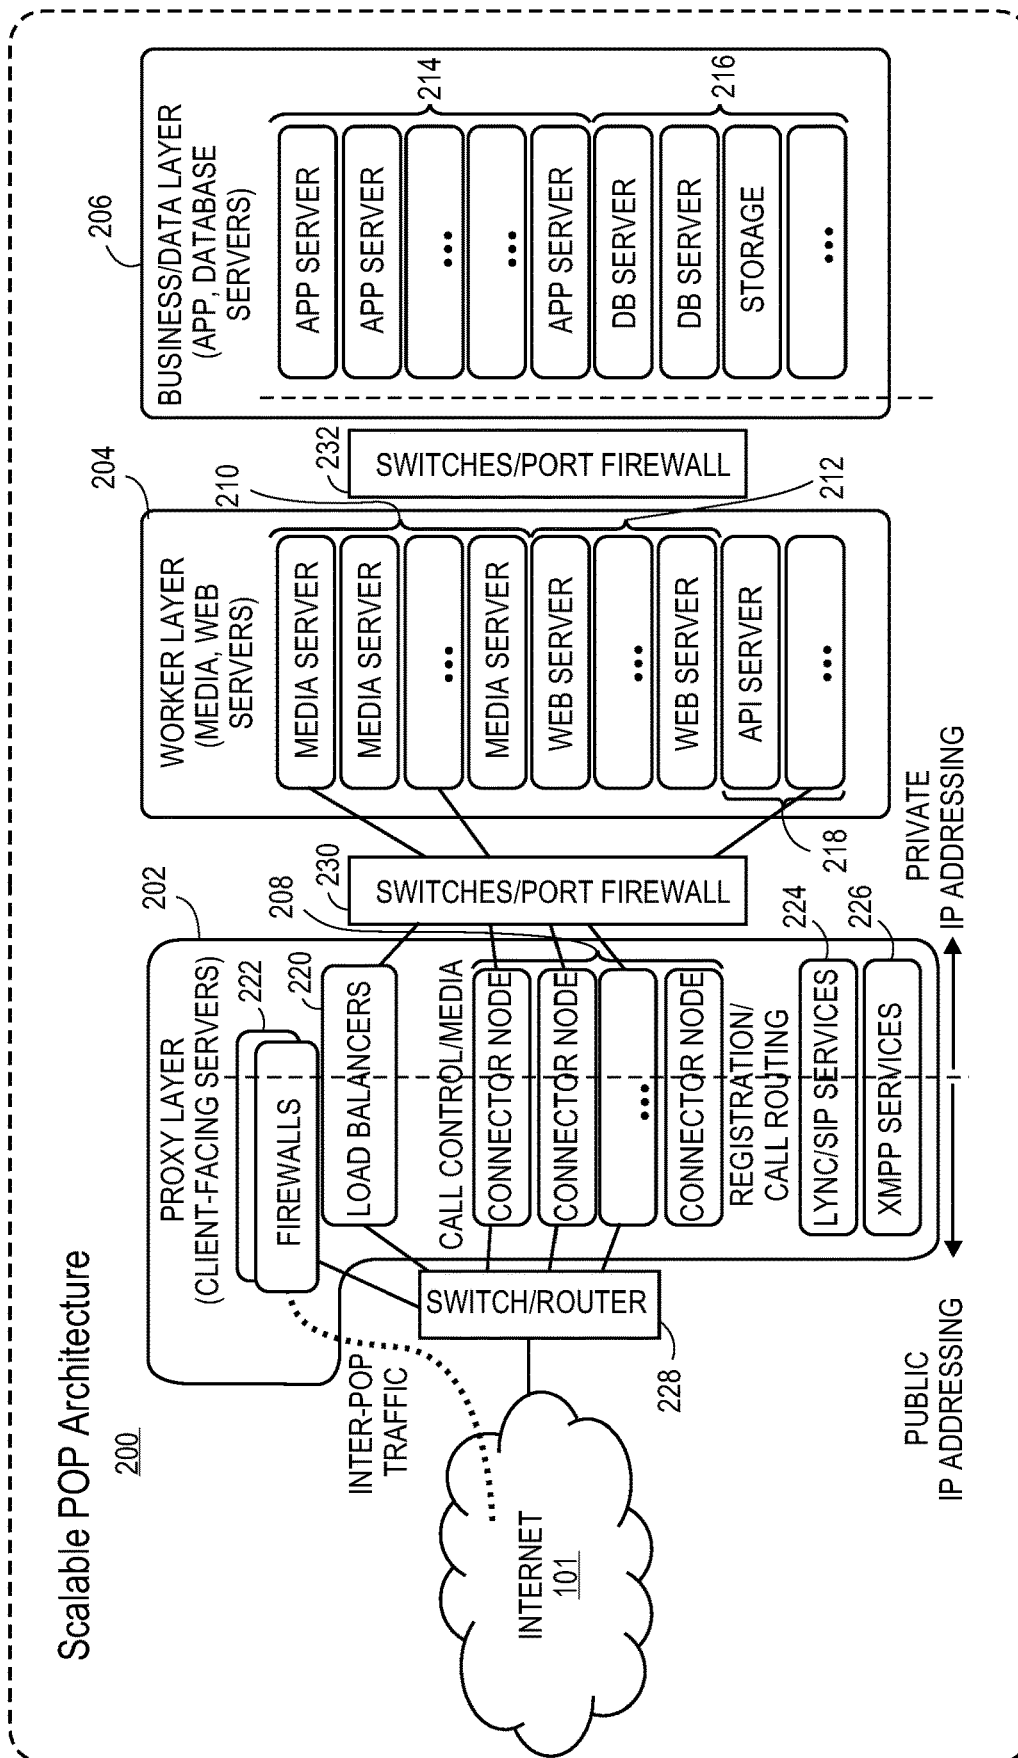 Scalable POP Architecture
200
INTERNET
101
INTER-POP
TRAFFIC
SWITCH/ROUTER
228
PUBLIC
IP ADDRESSING
PROXY LAYER
(CLIENT-FACING SERVERS)
202
222
FIREWALLS
220
LOAD BALANCERS
CALL CONTROL/MEDIA
208
CONNECTOR NODE
CONNECTOR NODE
•••
CONNECTOR NODE
REGISTRATION/
CALL ROUTING
224
LYNC/SIP SERVICES
226
XMPP SERVICES
PRIVATE
IP ADDRESSING
230
SWITCHES/PORT FIREWALL
WORKER LAYER
(MEDIA, WEB
SERVERS)
204
210
MEDIA SERVER
MEDIA SERVER
•••
MEDIA SERVER
212
WEB SERVER
•••
WEB SERVER
218
API SERVER
•••
232
SWITCHES/PORT FIREWALL
BUSINESS/DATA LAYER
(APP, DATABASE
SERVERS)
206
214
APP SERVER
APP SERVER
•••
•••
APP SERVER
216
DB SERVER
DB SERVER
STORAGE
•••